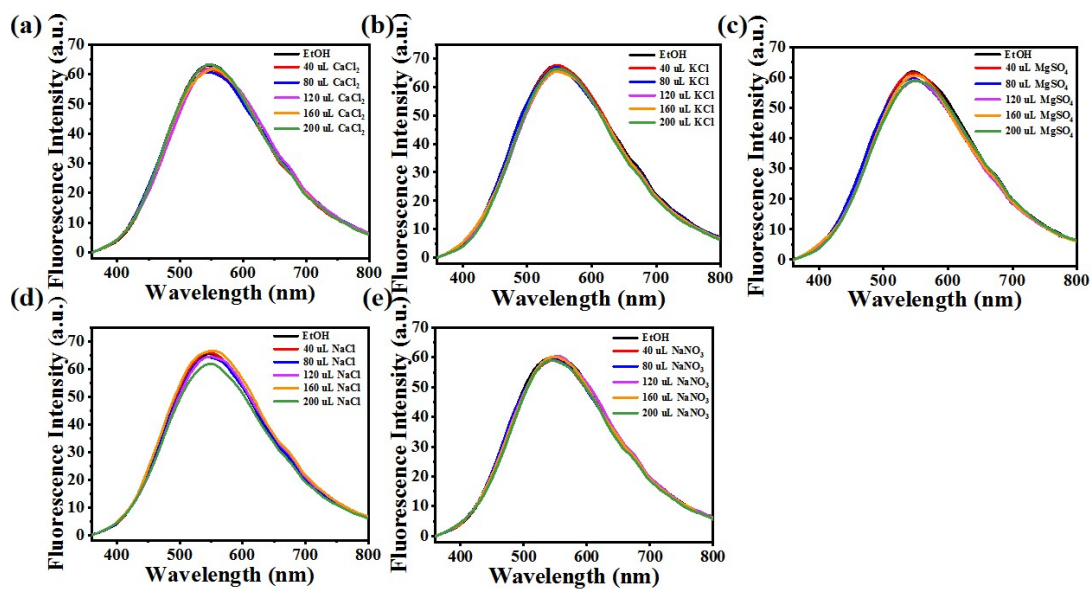 (a)
Fluorescence Intensity (a.u.)
70
60
50
40
30
20
10
0
EtOH
40 uL CaCl₂
80 uL CaCl₂
120 uL CaCl₂
160 uL CaCl₂
200 uL CaCl₂
400 500 600 700 800
Wavelength (nm)
(b)
Fluorescence Intensity (a.u.)
70
60
50
40
30
20
10
0
EtOH
40 uL KCl
80 uL KCl
120 uL KCl
160 uL KCl
200 uL KCl
400 500 600 700 800
Wavelength (nm)
(c)
Fluorescence Intensity (a.u.)
70
60
50
40
30
20
10
0
EtOH
40 uL MgSO₄
80 uL MgSO₄
120 uL MgSO₄
160 uL MgSO₄
200 uL MgSO₄
400 500 600 700 800
Wavelength (nm)
(d)
Fluorescence Intensity (a.u.)
70
60
50
40
30
20
10
0
EtOH
40 uL NaCl
80 uL NaCl
120 uL NaCl
160 uL NaCl
200 uL NaCl
400 500 600 700 800
Wavelength (nm)
(e)
Fluorescence Intensity (a.u.)
70
60
50
40
30
20
10
0
EtOH
40 uL NaNO₃
80 uL NaNO₃
120 uL NaNO₃
160 uL NaNO₃
200 uL NaNO₃
400 500 600 700 800
Wavelength (nm)